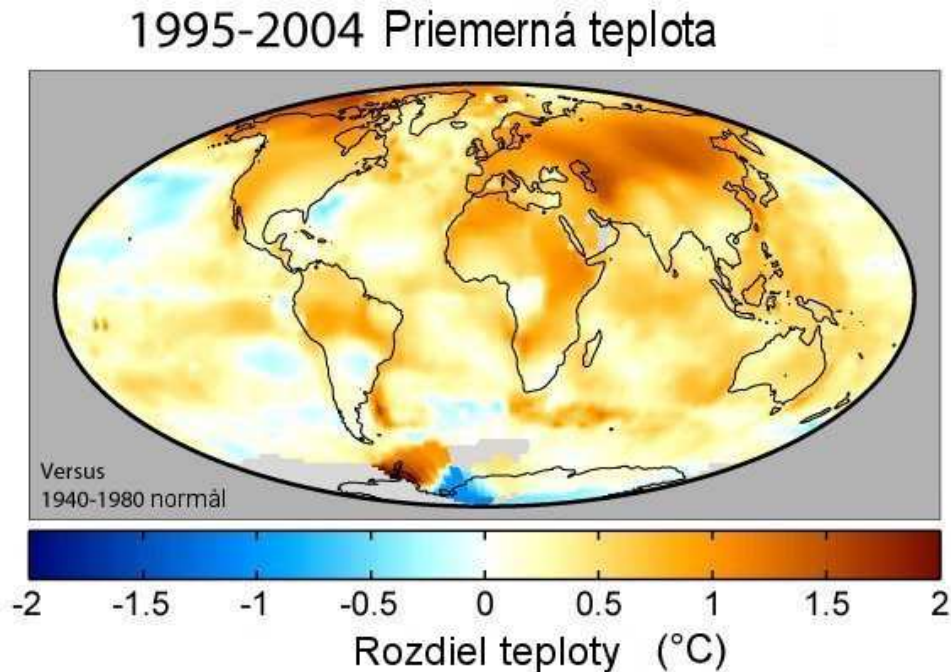 1995-2004 Priemerná teplota
Versus
1940-1980 normál
-2 -1.5 -1 -0.5 0 0.5 1 1.5 2
Rozdiel teploty (°C)